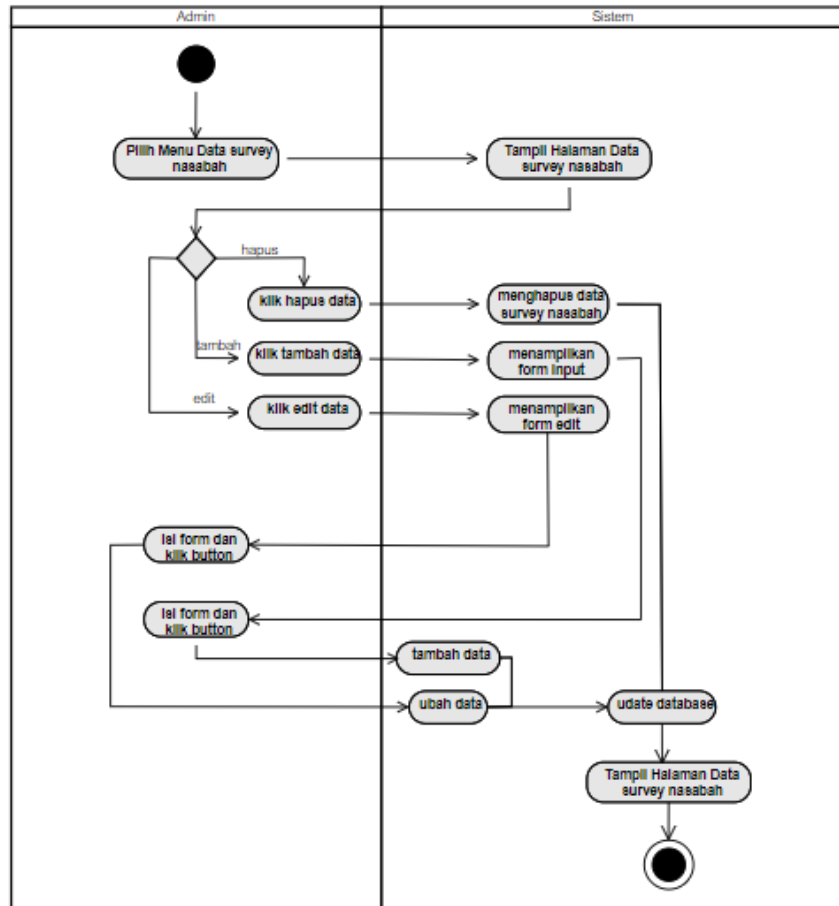 Admin
Sistem
Pilih Menu Data survey
nasabah
Tampil Halaman Data
survey nasabah
hapus
klik hapus data
menghapus data
survey nasabah
tambah
klik tambah data
menampilkan
form input
edit
klik edit data
menampilkan
form edit
Isi form dan
klik button
Isi form dan
klik button
tambah data
ubah data
udate database
Tampil Halaman Data
survey nasabah